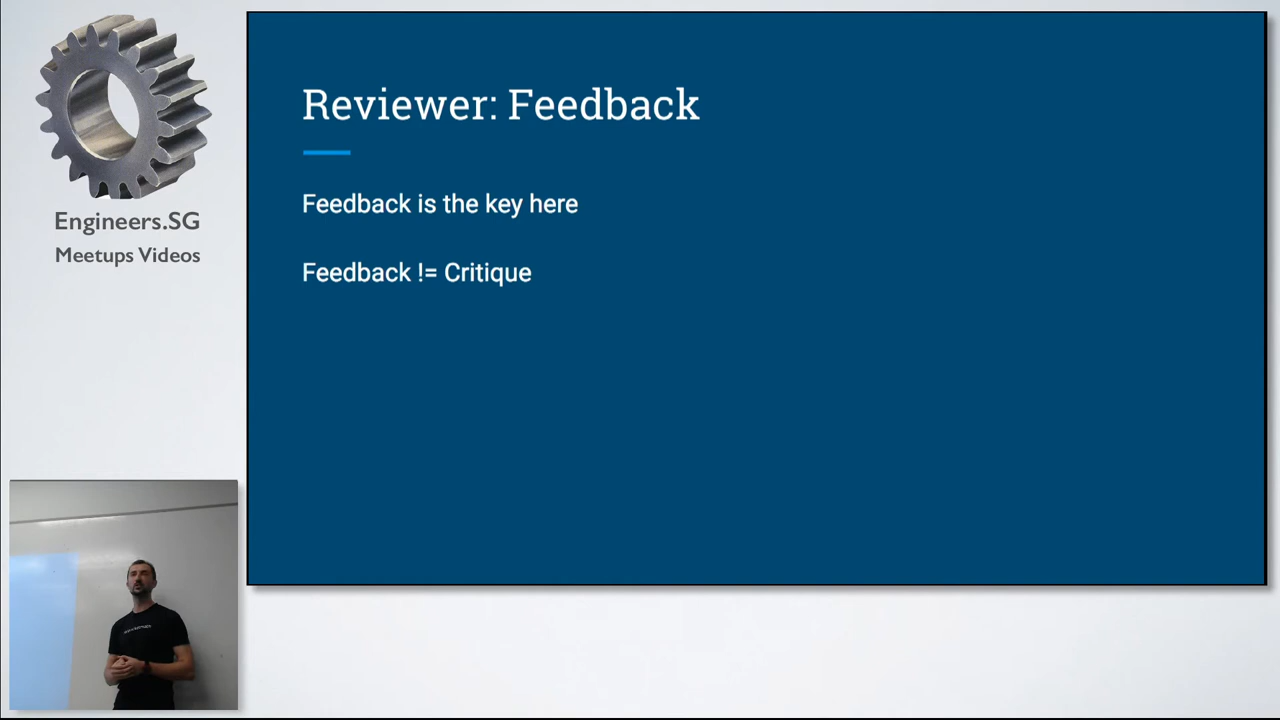 Engineers.SG
Meetups Videos
Reviewer: Feedback
Feedback is the key here
Feedback != Critique